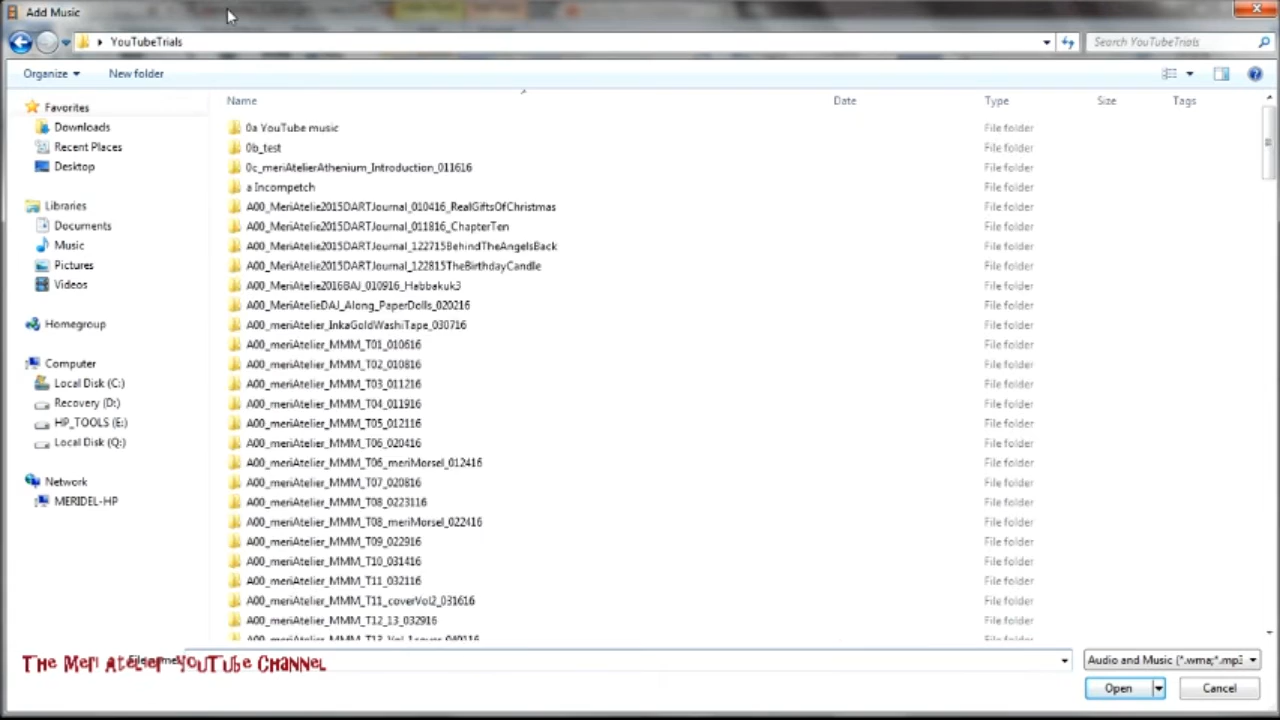 Add Music
YouTubeTrials
Search YouTubeTrials
Organize
New folder
Name
Date
Type
Size
Tags
Favorites
Downloads
Recent Places
Desktop
Libraries
Documents
Music
Pictures
Videos
Homegroup
Computer
Local Disk (C:)
Recovery (D:)
HP_TOOLS (E:)
Local Disk (Q:)
Network
MERIDEL-HP
0a YouTube music File folder
0b_test File folder
0c_meriAtelierAthenium_Introduction_011616 File folder
a Incompetch File folder
A00_MeriAtelie2015DARTJournal_010416_RealGiftsOfChristmas File folder
A00_MeriAtelie2015DARTJournal_011816_ChapterTen File folder
A00_MeriAtelie2015DARTJournal_122715BehindTheAngelsBack File folder
A00_MeriAtelie2015DARTJournal_122815TheBirthdayCandle File folder
A00_MeriAtelie2016BAJ_010916_Habbakuk3 File folder
A00_MeriAtelieDAJ_Along_PaperDolls_020216 File folder
A00_meriAtelier_InkaGoldWashiTape_030716 File folder
A00_meriAtelier_MMM_T01_010616 File folder
A00_meriAtelier_MMM_T02_010816 File folder
A00_meriAtelier_MMM_T03_011216 File folder
A00_meriAtelier_MMM_T04_011916 File folder
A00_meriAtelier_MMM_T05_012116 File folder
A00_meriAtelier_MMM_T06_020416 File folder
A00_meriAtelier_MMM_T06_meriMorsel_012416 File folder
A00_meriAtelier_MMM_T07_020816 File folder
A00_meriAtelier_MMM_T08_0223116 File folder
A00_meriAtelier_MMM_T08_meriMorsel_022416 File folder
A00_meriAtelier_MMM_T09_022916 File folder
A00_meriAtelier_MMM_T10_031416 File folder
A00_meriAtelier_MMM_T11_032116 File folder
A00_meriAtelier_MMM_T11_coverVol2_031616 File folder
A00_meriAtelier_MMM_T12_13_032916 File folder
The Meri Atelier YouTube Channel
Audio and Music (*.wma;*.mp3
Open
Cancel